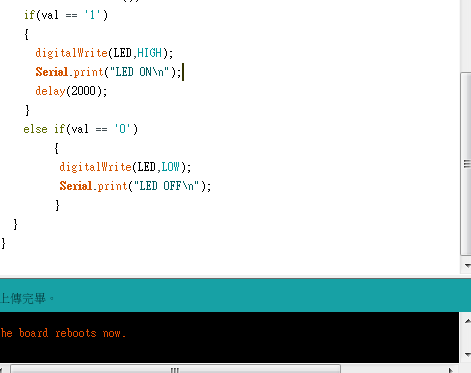 if(val == '1')
{
digitalWrite(LED,HIGH);
Serial.print("LED ON\n");
delay(2000);
}
else if(val == '0')
{
digitalWrite(LED,LOW);
Serial.print("LED OFF\n");
}
}
}
上傳完畢。
he board reboots now.